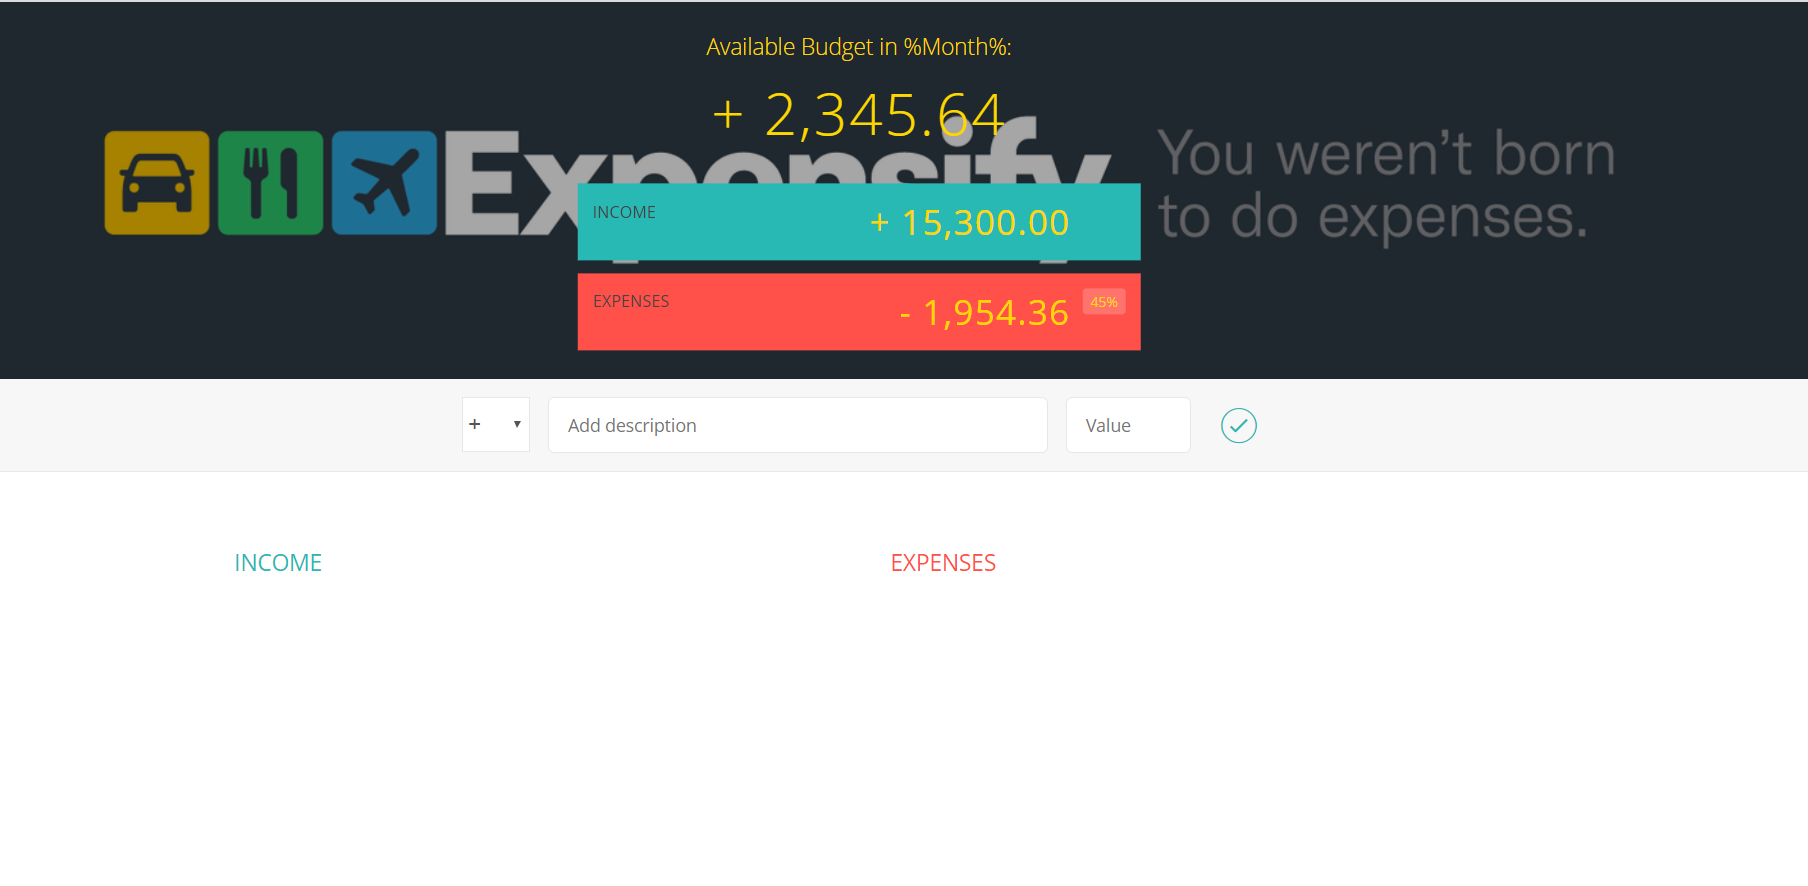 Available Budget in %Month%:
+ 2,345.64
Expensify
You weren't born
to do expenses.
INCOME
+ 15,300.00
EXPENSES
- 1,954.36
45%
+
Add description
Value
INCOME
EXPENSES